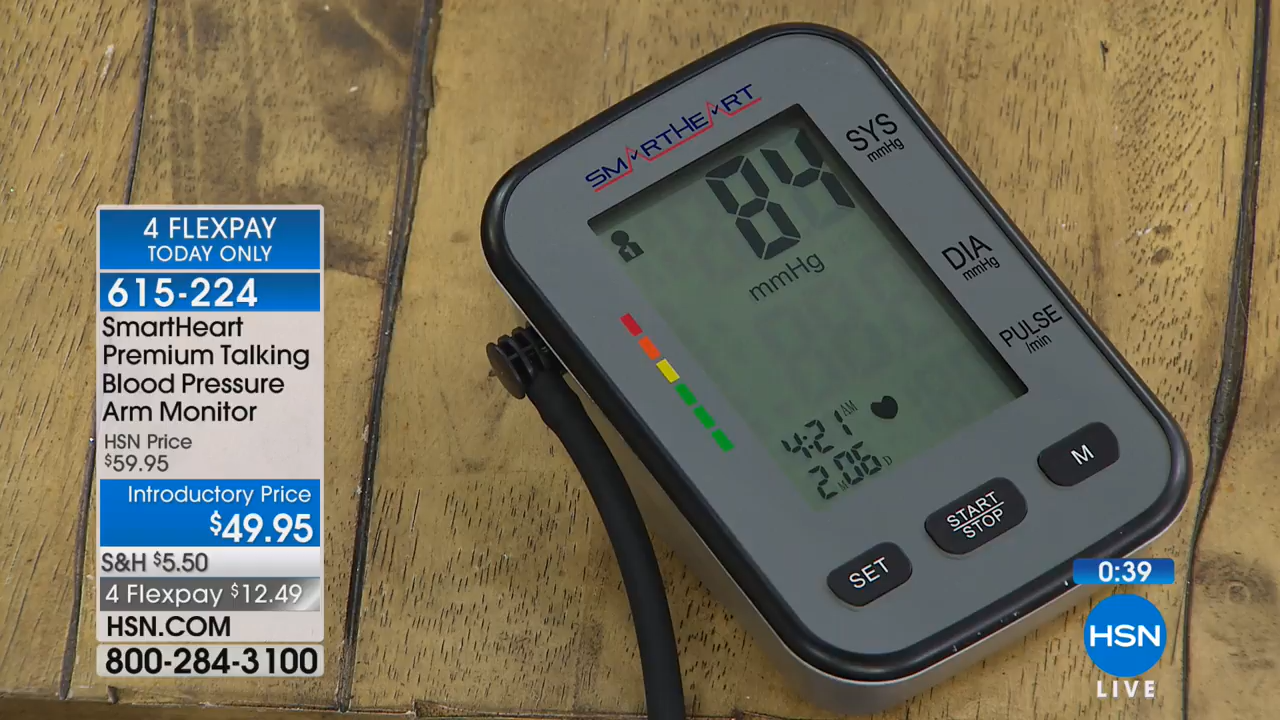 4 FLEXPAY
TODAY ONLY
615-224
SmartHeart
Premium Talking
Blood Pressure
Arm Monitor
HSN Price
$59.95
Introductory Price
$49.95
S&H $5.50
4 Flexpay $12.49
HSN.COM
800-284-3100
SMARTHEART
84
mmHg
SYS
mmHg
DIA
mmHg
PULSE
/min
4:21 AM
2M06D
SET
START
STOP
M
0:39
HSN
LIVE